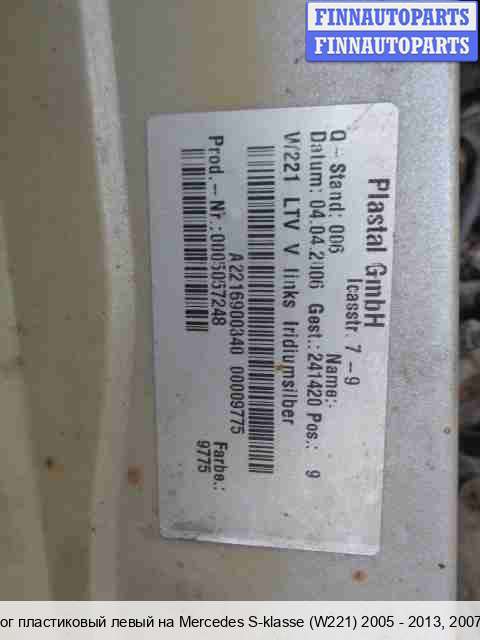 FINNAUTOPARTS
FINNAUTOPARTS
Plastal GmbH
Icasstr. 7-9
Q-Stand: 006 Name:-
Datum: 04.04.2006 Gest.: 241420 Pos.: 9
W221 LTV V links Iridiumsilber
A2216900340 00009775
Prod.-Nr.:0005057248 Farbe.:
9775
ог пластиковый левый на Mercedes S-klasse (W221) 2005 - 2013, 2007